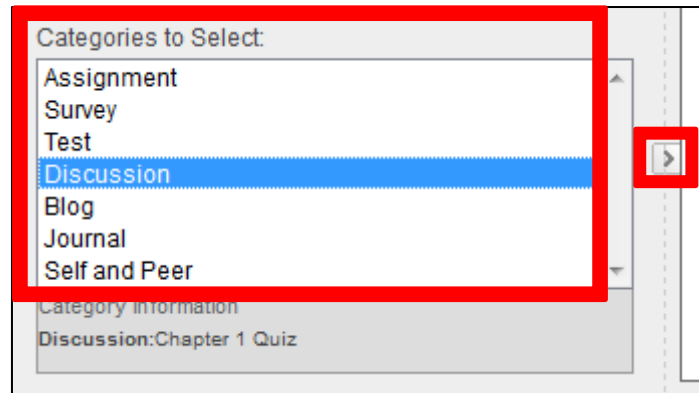 Categories to Select:
Assignment
Survey
Test
Discussion
Blog
Journal
Self and Peer
Category Information
Discussion:Chapter 1 Quiz